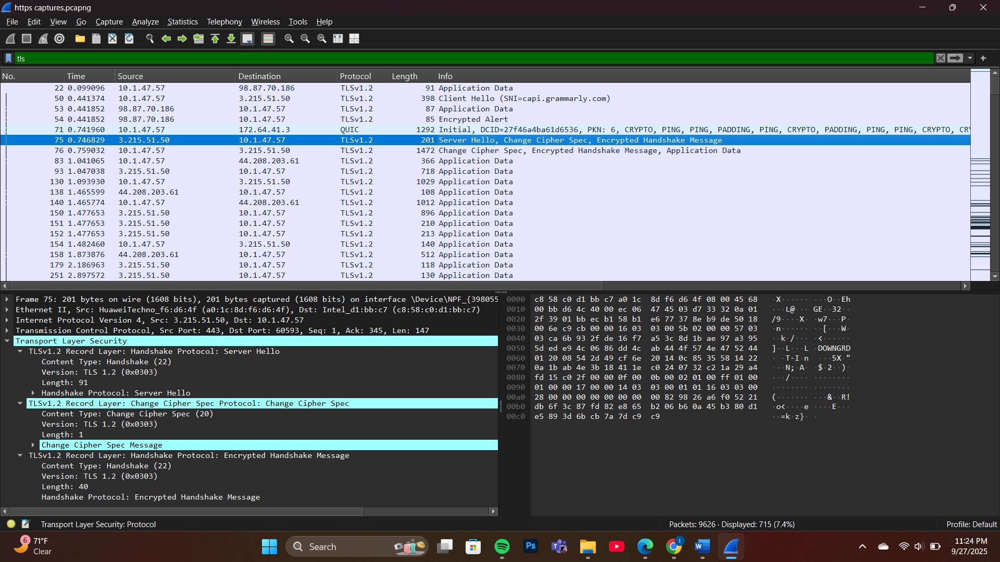 https captures.pcapng
File Edit View Go Capture Analyze Statistics Telephony Wireless Tools Help
tls
No. Time Source Destination Protocol Length Info
22 0.099096 10.1.47.57 98.87.70.186 TLSv1.2 91 Application Data
50 0.441374 10.1.47.57 3.215.51.50 TLSv1.2 398 Client Hello (SNI=capi.grammarly.com)
53 0.441852 98.87.70.186 10.1.47.57 TLSv1.2 87 Application Data
54 0.441852 98.87.70.186 10.1.47.57 TLSv1.2 85 Encrypted Alert
71 0.741960 10.1.47.57 172.64.41.3 QUIC 1292 Initial, DCID=27f46a4ba61d6536, PKN: 6, CRYPTO, PING, PING, PADDING, PING, CRYPTO, PADDING, PING, PING, CRYPTO, CRY
75 0.746829 3.215.51.50 10.1.47.57 TLSv1.2 201 Server Hello, Change Cipher Spec, Encrypted Handshake Message
76 0.759032 10.1.47.57 3.215.51.50 TLSv1.2 1472 Change Cipher Spec, Encrypted Handshake Message, Application Data
83 1.041065 10.1.47.57 44.208.203.61 TLSv1.2 366 Application Data
93 1.047038 3.215.51.50 10.1.47.57 TLSv1.2 718 Application Data
130 1.093930 10.1.47.57 3.215.51.50 TLSv1.2 1029 Application Data
138 1.465599 44.208.203.61 10.1.47.57 TLSv1.2 108 Application Data
140 1.465774 10.1.47.57 44.208.203.61 TLSv1.2 1012 Application Data
150 1.477653 3.215.51.50 10.1.47.57 TLSv1.2 896 Application Data
151 1.477653 3.215.51.50 10.1.47.57 TLSv1.2 210 Application Data
152 1.477653 3.215.51.50 10.1.47.57 TLSv1.2 213 Application Data
154 1.482460 10.1.47.57 3.215.51.50 TLSv1.2 140 Application Data
158 1.873876 44.208.203.61 10.1.47.57 TLSv1.2 512 Application Data
179 2.186963 3.215.51.50 10.1.47.57 TLSv1.2 118 Application Data
251 2.897572 3.215.51.50 10.1.47.57 TLSv1.2 130 Application Data
Frame 75: 201 bytes on wire (1608 bits), 201 bytes captured (1608 bits) on interface \Device\NPF_{398055
Ethernet II, Src: HuaweiTechno_f6:d6:4f (a0:1c:8d:f6:d6:4f), Dst: Intel_d1:bb:c7 (c8:58:c0:d1:bb:c7)
Internet Protocol Version 4, Src: 3.215.51.50, Dst: 10.1.47.57
Transmission Control Protocol, Src Port: 443, Dst Port: 60593, Seq: 1, Ack: 345, Len: 147
Transport Layer Security
TLSv1.2 Record Layer: Handshake Protocol: Server Hello
Content Type: Handshake (22)
Version: TLS 1.2 (0x0303)
Length: 91
Handshake Protocol: Server Hello
TLSv1.2 Record Layer: Change Cipher Spec Protocol: Change Cipher Spec
Content Type: Change Cipher Spec (20)
Version: TLS 1.2 (0x0303)
Length: 1
Change Cipher Spec Message
TLSv1.2 Record Layer: Handshake Protocol: Encrypted Handshake Message
Content Type: Handshake (22)
Version: TLS 1.2 (0x0303)
Length: 40
Handshake Protocol: Encrypted Handshake Message
0000 c8 58 c0 d1 bb c7 a0 1c 8d f6 d6 4f 08 00 45 68 ·X······ ···O··Eh
0010 00 bb d6 4c 40 00 ec 06 47 45 03 d7 33 32 0a 01 ···L@··· GE··32··
0020 2f 39 01 bb ec b1 58 b1 e6 77 37 8e b9 de 50 18 /9····X· ·w7···P·
0030 00 6e c9 cb 00 00 16 03 03 00 5b 02 00 00 57 03 ·n······ ··[···W·
0040 03 ca 6b 93 2f de 16 f7 a5 3c 8d 1b ae 97 a3 95 ··k·/··· ·<······
0050 5d ed e9 4c 06 86 dd 4c ab 44 4f 57 4e 47 52 44 ]··L···L ·DOWNGRD
0060 01 20 08 54 2d 49 cf 6e 20 14 0c 85 35 58 14 22 · ·T-I·n ···5X·"
0070 0a 1b ab 4e 3b 18 41 1e c0 24 07 32 c2 1a 29 a4 ···N;·A· ·$·2··)·
0080 fd 15 c0 2f 00 00 0f 00 0b 00 02 01 00 ff 01 00 ···/···· ········
0090 01 00 00 17 00 00 14 03 03 00 01 01 16 03 03 00 ········ ········
00a0 28 00 00 00 00 00 00 00 00 82 98 26 a6 f0 52 21 (······· ···&··R!
00b0 db 6f 3c 87 fd 82 e8 65 b2 06 b6 0a 45 b3 80 d1 ·o<····e ····E···
00c0 e5 89 3d 6b cb 7a 7d c9 c9 ··=k·z}· ·
Transport Layer Security: Protocol
Packets: 9626 · Displayed: 715 (7.4%)
Profile: Default
6
71°F
Clear
Search
Ps
11:24 PM
9/27/2025